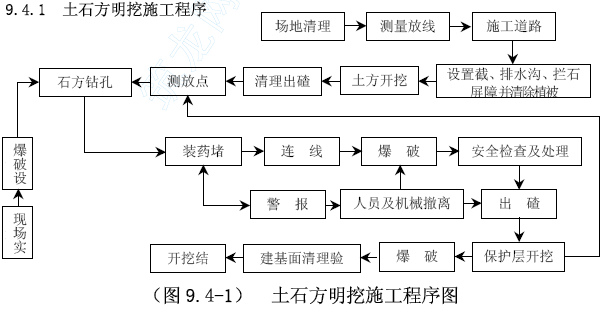 9.4.1 土石方明挖施工程序
场地清理
测量放线
施工道路
石方钻孔
测放点
清理出碴
土方开挖
设置截、排水沟、拦石
屏障并清除植被
爆破设
现场实
装药堵
连 线
爆 破
安全检查及处理
警 报
人员及机械撤离
出 碴
开挖结
建基面清理验
爆 破
保护层开挖
(图 9.4-1) 土石方明挖施工程序图